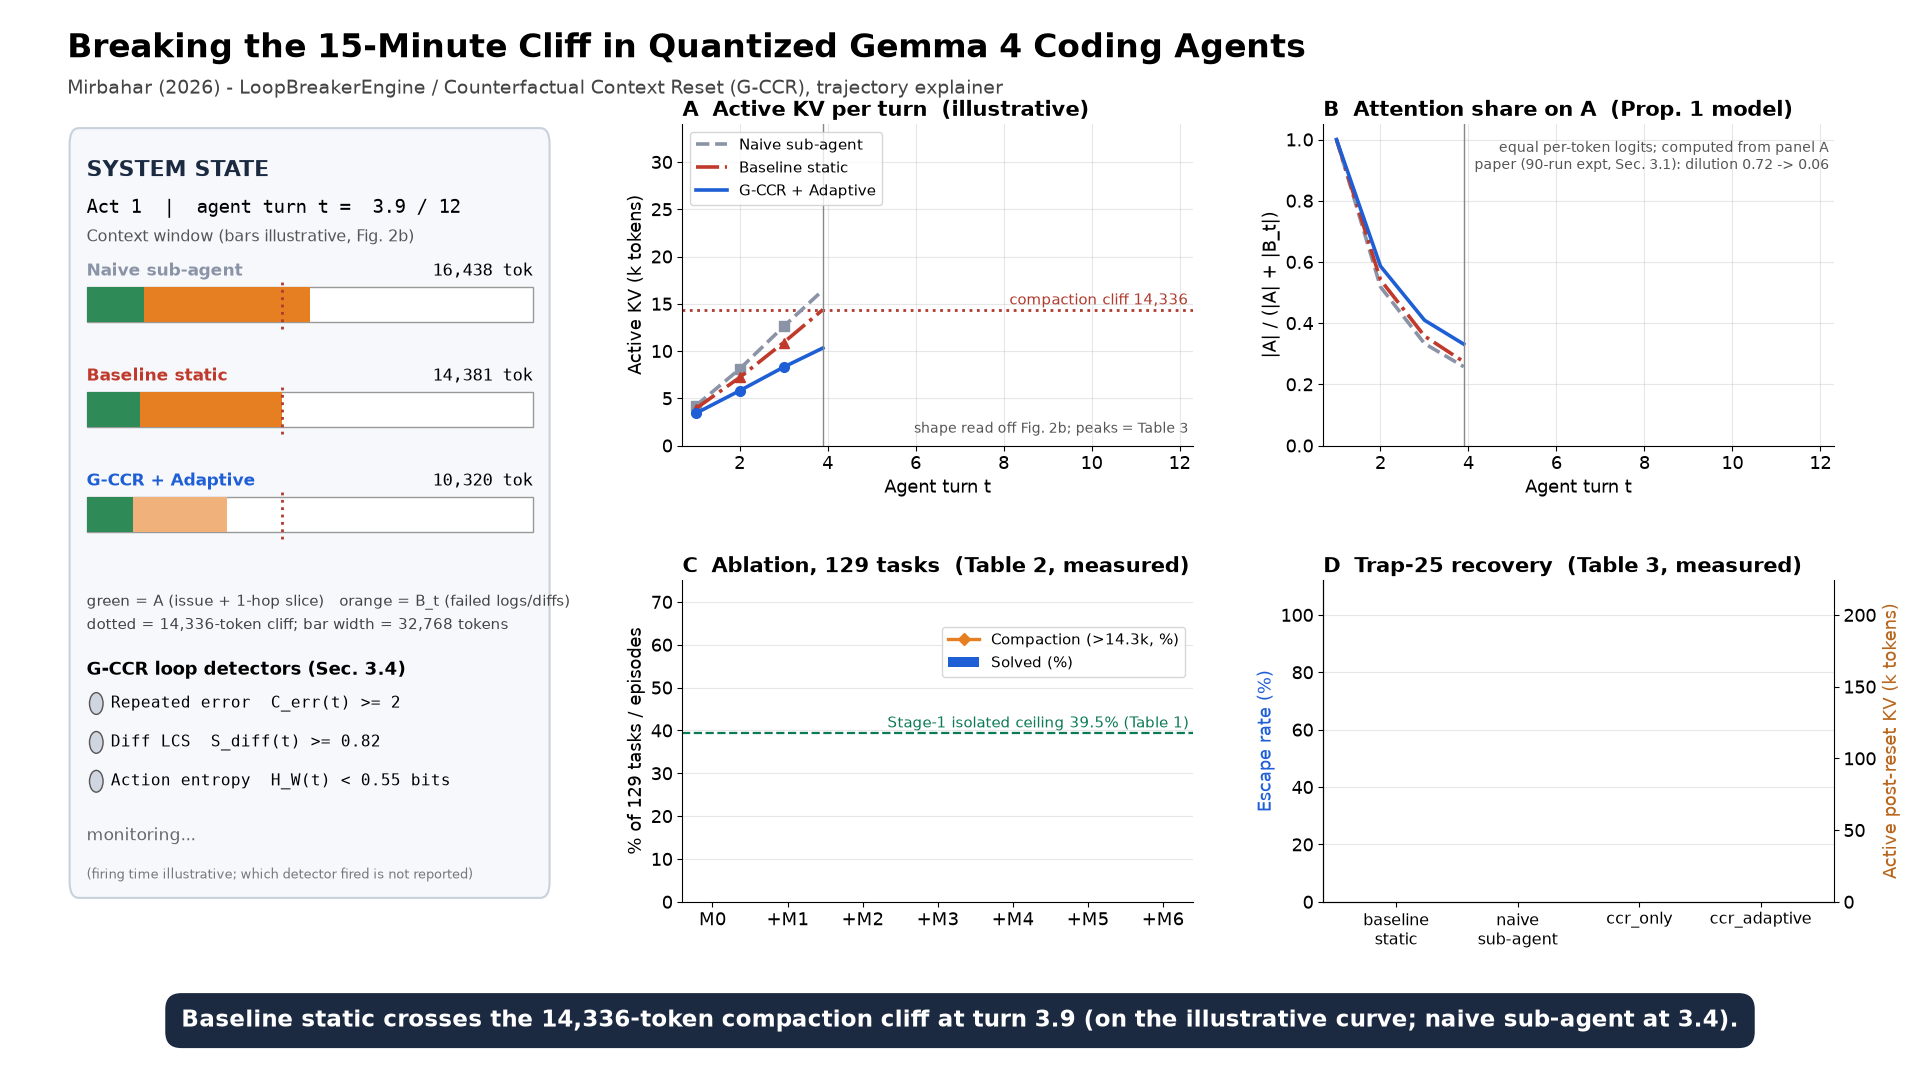 Breaking the 15-Minute Cliff in Quantized Gemma 4 Coding Agents
Mirbahar (2026) - LoopBreakerEngine / Counterfactual Context Reset (G-CCR), trajectory explainer
SYSTEM STATE
Act 1 | agent turn t = 3.9 / 12
Context window (bars illustrative, Fig. 2b)
Naive sub-agent 16,438 tok
Baseline static 14,381 tok
G-CCR + Adaptive 10,320 tok
green = A (issue + 1-hop slice) orange = B_t (failed logs/diffs)
dotted = 14,336-token cliff; bar width = 32,768 tokens
G-CCR loop detectors (Sec. 3.4)
Repeated error C_err(t) >= 2
Diff LCS S_diff(t) >= 0.82
Action entropy H_W(t) < 0.55 bits
monitoring...
(firing time illustrative; which detector fired is not reported)
A Active KV per turn (illustrative)
Naive sub-agent
Baseline static
G-CCR + Adaptive
compaction cliff 14,336
shape read off Fig. 2b; peaks = Table 3
Active KV (k tokens)
30
25
20
15
10
5
0
2 4 6 8 10 12
Agent turn t
B Attention share on A (Prop. 1 model)
equal per-token logits; computed from panel A
paper (90-run expt, Sec. 3.1): dilution 0.72 -> 0.06
|A| / (|A| + |B_t|)
1.0
0.8
0.6
0.4
0.2
0.0
2 4 6 8 10 12
Agent turn t
C Ablation, 129 tasks (Table 2, measured)
Compaction (>14.3k, %)
Solved (%)
Stage-1 isolated ceiling 39.5% (Table 1)
% of 129 tasks / episodes
70
60
50
40
30
20
10
0
M0 +M1 +M2 +M3 +M4 +M5 +M6
D Trap-25 recovery (Table 3, measured)
Escape rate (%)
100
80
60
40
20
0
200
150
100
50
0
Active post-reset KV (k tokens)
baseline static
naive sub-agent
ccr_only
ccr_adaptive
Baseline static crosses the 14,336-token compaction cliff at turn 3.9 (on the illustrative curve; naive sub-agent at 3.4).